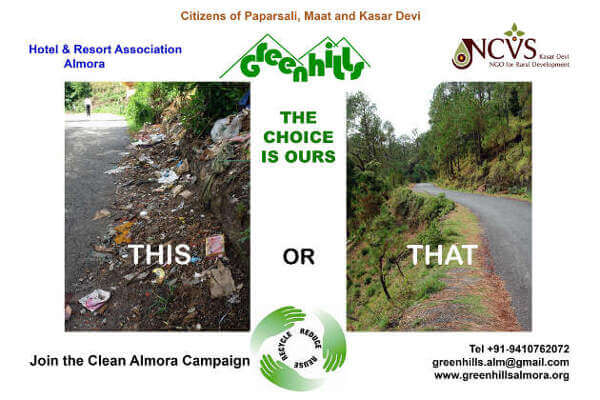 Citizens of Paparsali, Maat and Kasar Devi
Hotel & Resort Association
Almora
Greenhills
NCVS
Kasar Devi
NGO for Rural Development
THE
CHOICE
IS OURS
THIS
OR
THAT
RECYCLE REDUCE REUSE
Join the Clean Almora Campaign
Tel +91-9410762072
greenhills.alm@gmail.com
www.greenhillsalmora.org